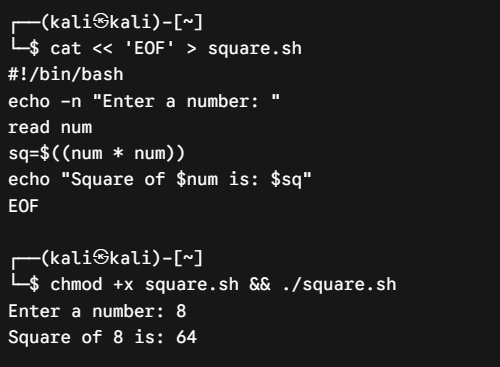 ┌──(kali㉿kali)-[~]
└─$ cat << 'EOF' > square.sh
#!/bin/bash
echo -n "Enter a number: "
read num
sq=$((num * num))
echo "Square of $num is: $sq"
EOF

┌──(kali㉿kali)-[~]
└─$ chmod +x square.sh && ./square.sh
Enter a number: 8
Square of 8 is: 64